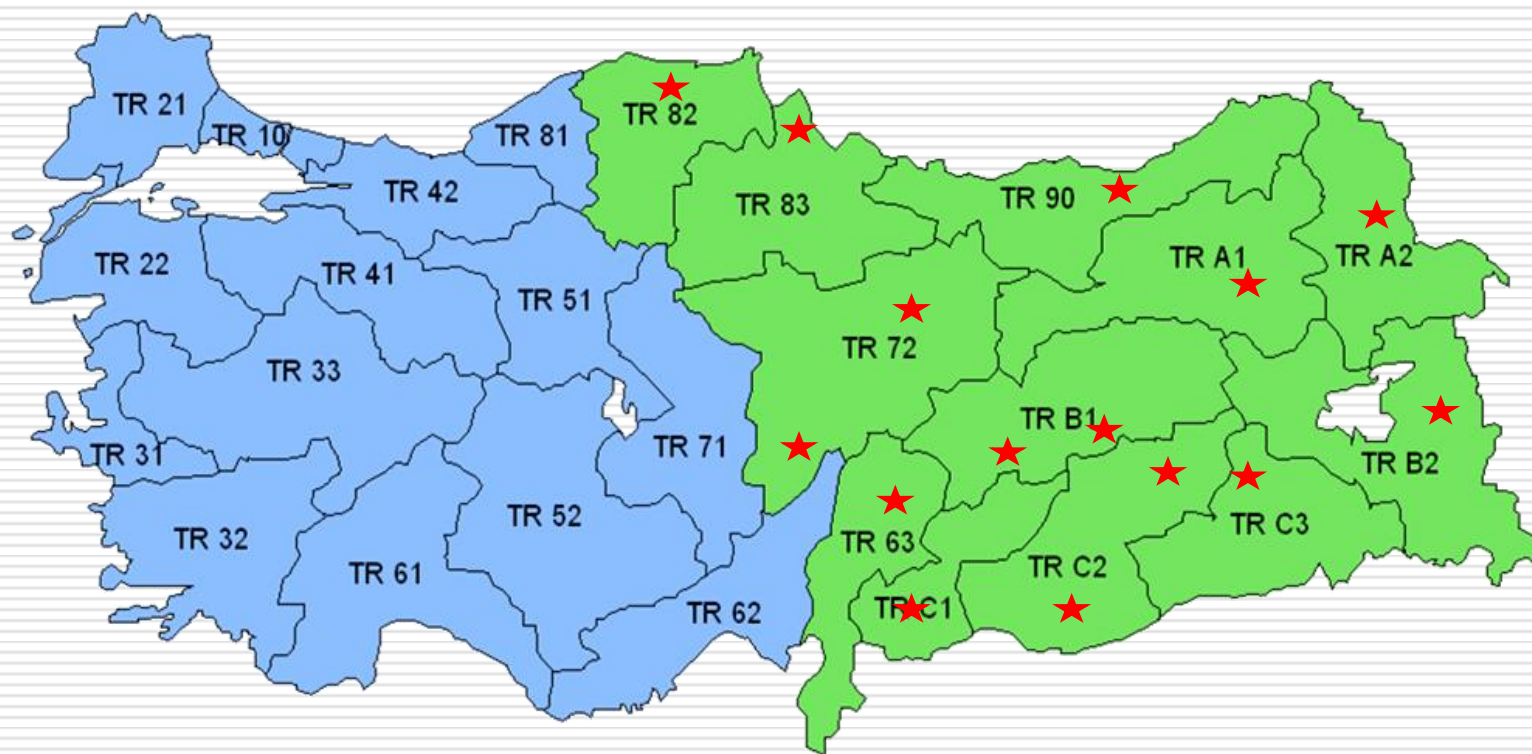 TR 21
TR 10
TR 81
TR 82
TR 42
TR 83
TR 90
TR 22
TR 41
TR 51
TR A1
TR A2
TR 33
TR 72
TR 31
TR 71
TR B1
TR B2
TR 32
TR 52
TR 63
TR C3
TR 61
TR C2
TR 62
TR C1